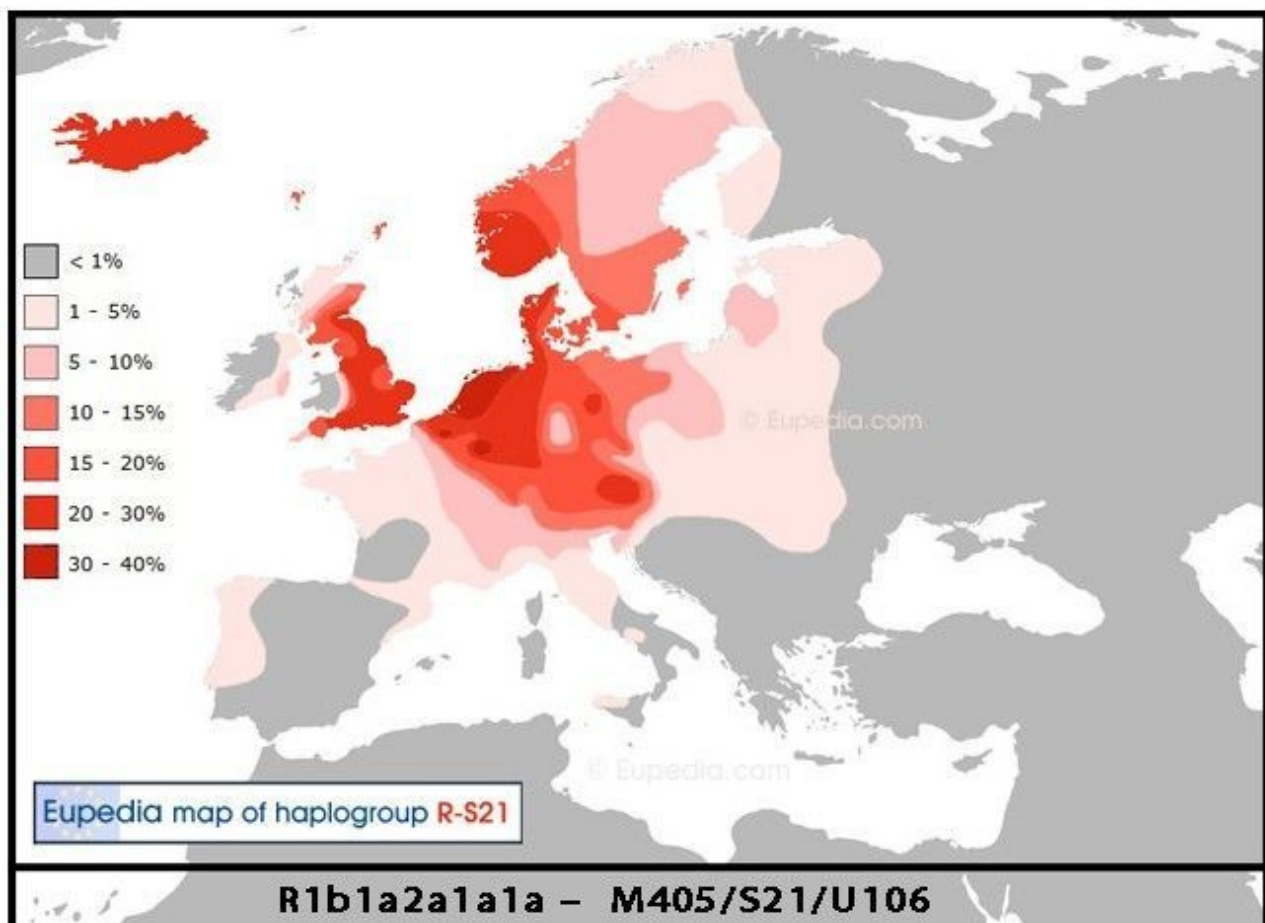 < 1%
1 - 5%
5 - 10%
10 - 15%
15 - 20%
20 - 30%
30 - 40%
© Eupedia.com
© Eupedia.com
Eupedia map of haplogroup R-S21
R1b1a2a1a1a – M405/S21/U106